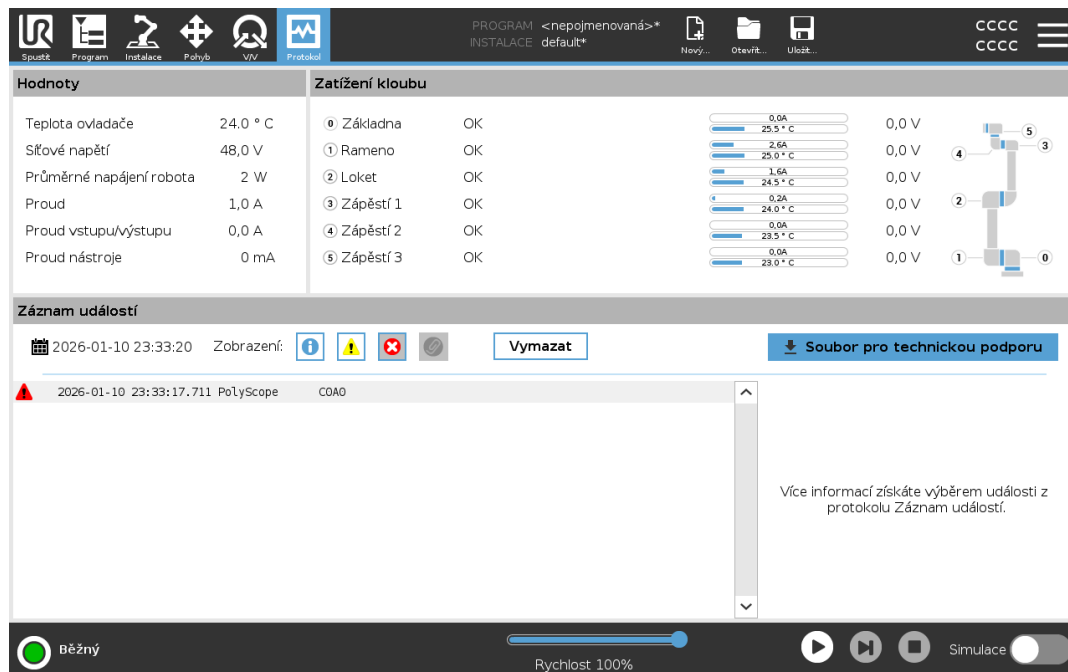 PROGRAM <nepojmenovaná>*
INSTALACE default*
CCCC
CCCC
Spustit Program Instalace Pohyb V/V Protokol Nový... Otevřít... Uložit...
Hodnoty Zatížení kloubu
Teplota ovladače 24.0 ° C 0 Základna OK 0,0A 25.5 ° C 0,0 V
Síťové napětí 48,0 V 1 Rameno OK 2,6A 25.0 ° C 0,0 V
Průměrné napájení robota 2 W 2 Loket OK 1,6A 24.5 ° C 0,0 V
Proud 1,0 A 3 Zápěstí 1 OK 0,2A 24.0 ° C 0,0 V
Proud vstupu/výstupu 0,0 A 4 Zápěstí 2 OK 0,0A 23.5 ° C 0,0 V
Proud nástroje 0 mA 5 Zápěstí 3 OK 0,0A 23.0 ° C 0,0 V
5
4 3
2
1 0
Záznam událostí
2026-01-10 23:33:20 Zobrazení: Vymazat Soubor pro technickou podporu
2026-01-10 23:33:17.711 PolyScope C0A0
Více informací získáte výběrem události z
protokolu Záznam událostí.
Běžný
Rychlost 100%
Simulace